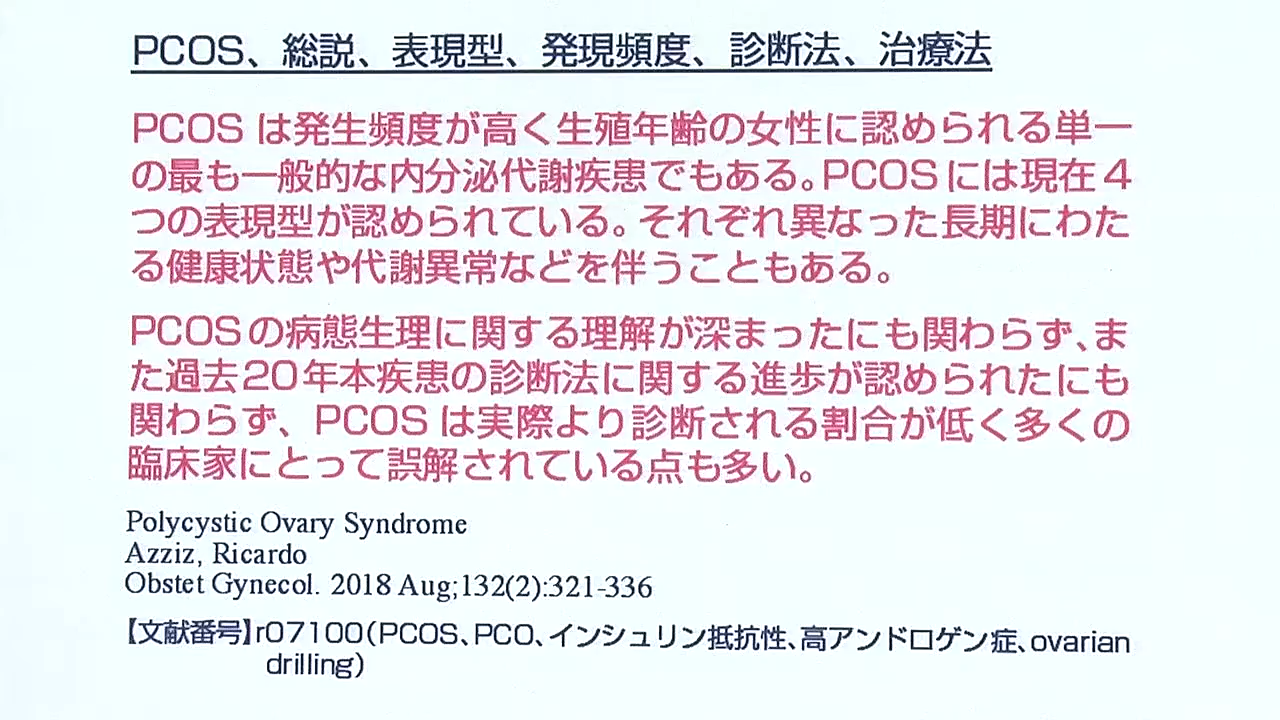 PCOS、総説、表現型、発現頻度、診断法、治療法
PCOS は発生頻度が高く生殖年齢の女性に認められる単一
の最も一般的な内分泌代謝疾患でもある。PCOS には現在 4
つの表現型が認められている。それぞれ異なった長期にわた
る健康状態や代謝異常などを伴うこともある。
PCOS の病態生理に関する理解が深まったにも関わらず、ま
た過去20年本疾患の診断法に関する進歩が認められたにも
関わらず、PCOS は実際より診断される割合が低く多くの
臨床家にとって誤解されている点も多い。
Polycystic Ovary Syndrome
Azziz, Ricardo
Obstet Gynecol. 2018 Aug;132(2):321-336
【文献番号】r07100(PCOS、PCO、インシュリン抵抗性、高アンドロゲン症、ovarian
drilling)